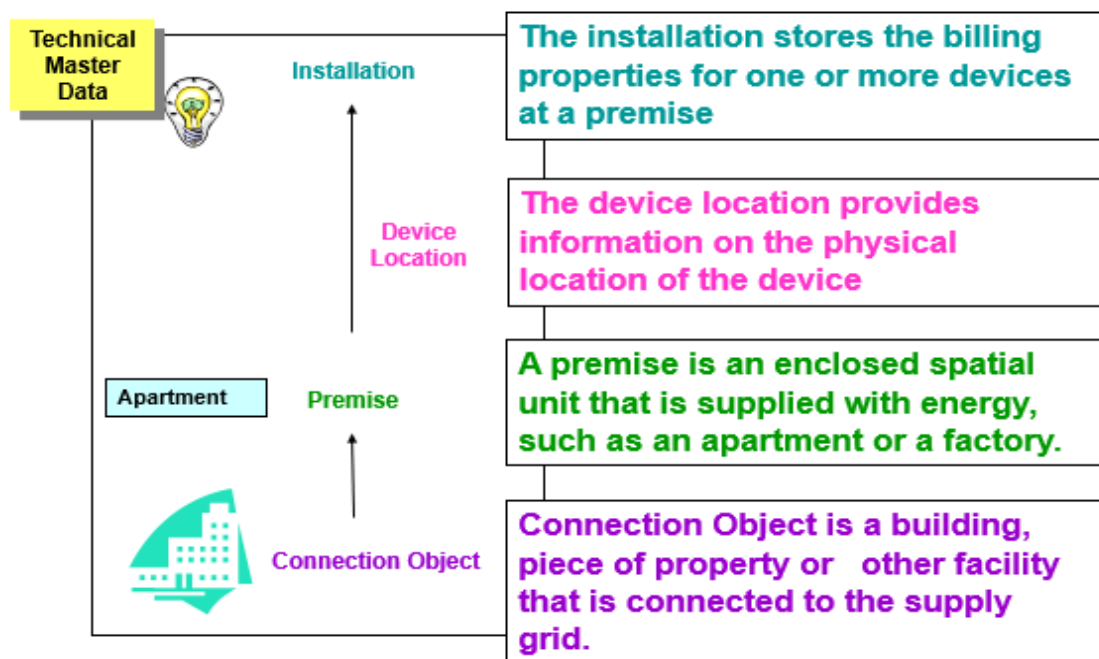 Technical
Master
Data
Installation
The installation stores the billing
properties for one or more devices
at a premise
Device
Location
The device location provides
information on the physical
location of the device
Apartment
Premise
A premise is an enclosed spatial
unit that is supplied with energy,
such as an apartment or a factory.
Connection Object
Connection Object is a building,
piece of property or other facility
that is connected to the supply
grid.